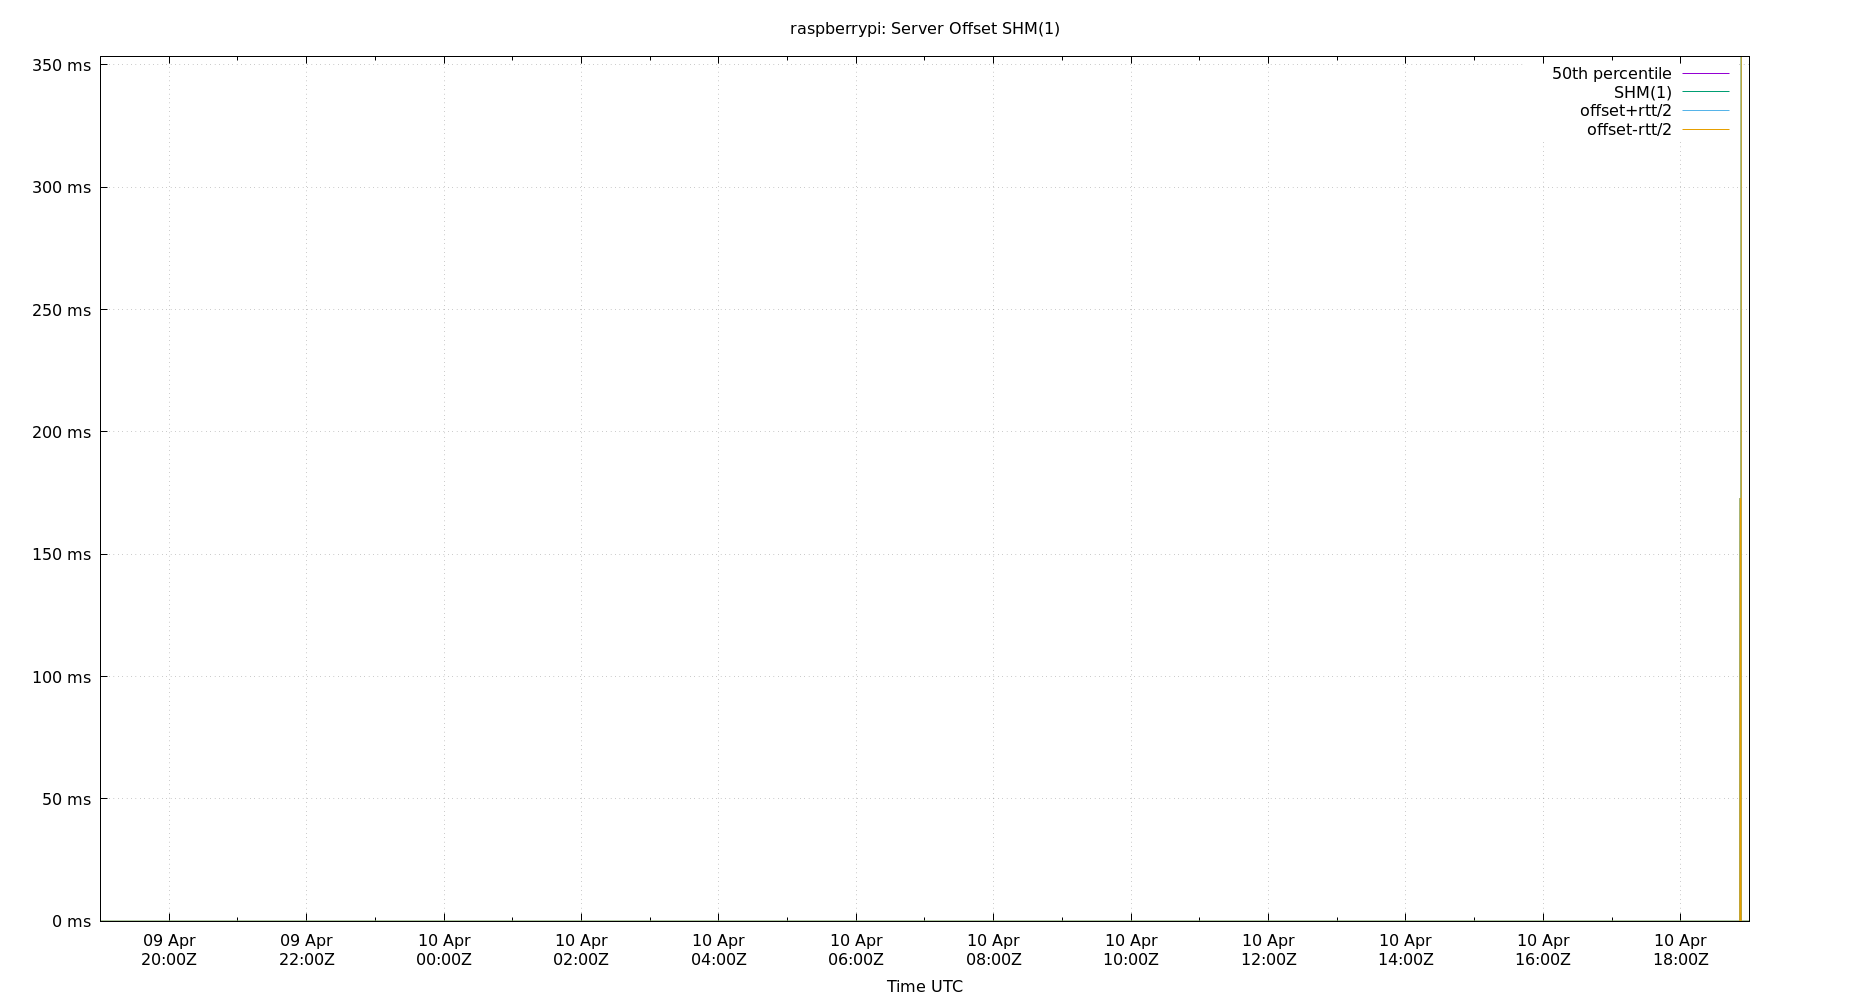 raspberrypi: Server Offset SHM(1)
350 ms
300 ms
250 ms
200 ms
150 ms
100 ms
50 ms
0 ms
50th percentile
SHM(1)
offset+rtt/2
offset-rtt/2
09 Apr 09 Apr 10 Apr 10 Apr 10 Apr 10 Apr 10 Apr 10 Apr 10 Apr 10 Apr 10 Apr 10 Apr
20:00Z 22:00Z 00:00Z 02:00Z 04:00Z 06:00Z 08:00Z 10:00Z 12:00Z 14:00Z 16:00Z 18:00Z
Time UTC